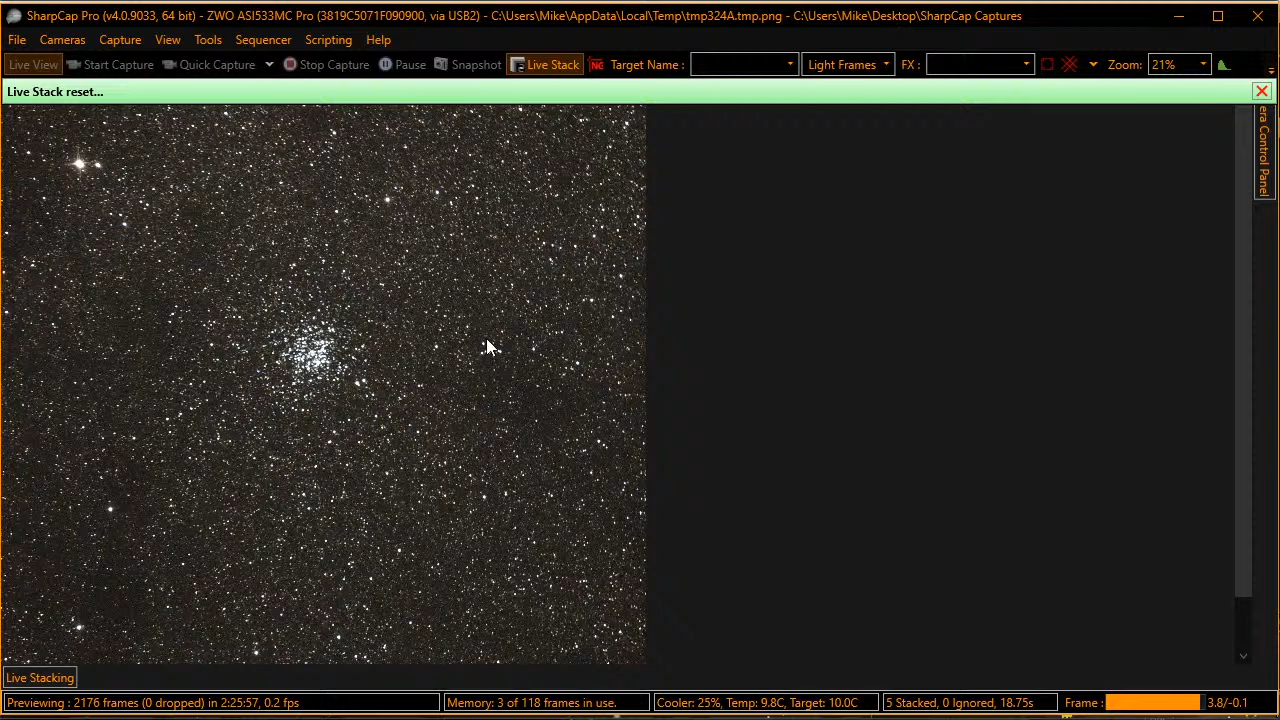 SharpCap Pro (v4.0.9033, 64 bit) - ZWO ASI533MC Pro (3819C5071F090900, via USB2) - C:\Users\Mike\AppData\Local\Temp\tmp324A.tmp.png - C:\Users\Mike\Desktop\SharpCap Captures
File Cameras Capture View Tools Sequencer Scripting Help
Live View Start Capture Quick Capture Stop Capture Pause Snapshot Live Stack NG Target Name : Light Frames FX : Zoom: 21%
Live Stack reset...
era Control Panel
Live Stacking
Previewing : 2176 frames (0 dropped) in 2:25:57, 0.2 fps Memory: 3 of 118 frames in use. Cooler: 25%, Temp: 9.8C, Target: 10.0C 5 Stacked, 0 Ignored, 18.75s Frame : 3.8/-0.1